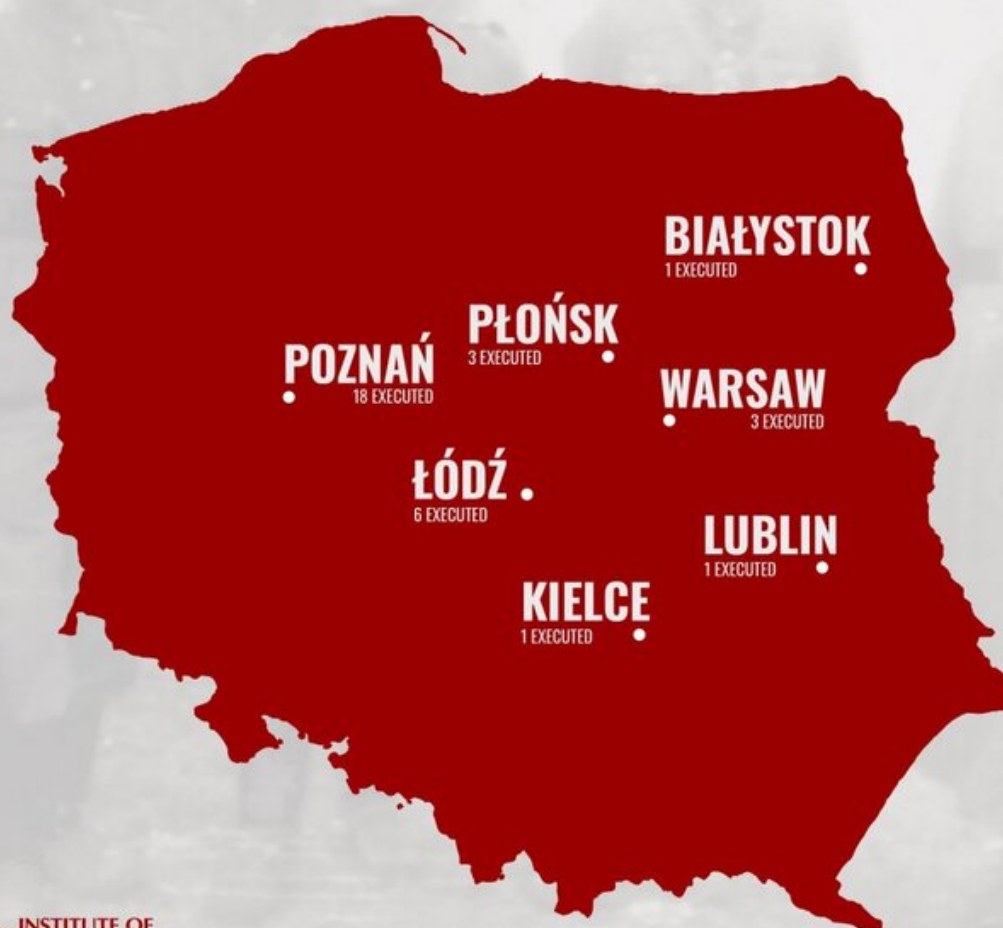 BIAŁYSTOK
1 EXECUTED
PŁOŃSK
3 EXECUTED
POZNAŃ
18 EXECUTED
WARSAW
3 EXECUTED
ŁÓDŹ
6 EXECUTED
LUBLIN
1 EXECUTED
KIELCE
1 EXECUTED
INSTITUTE OF